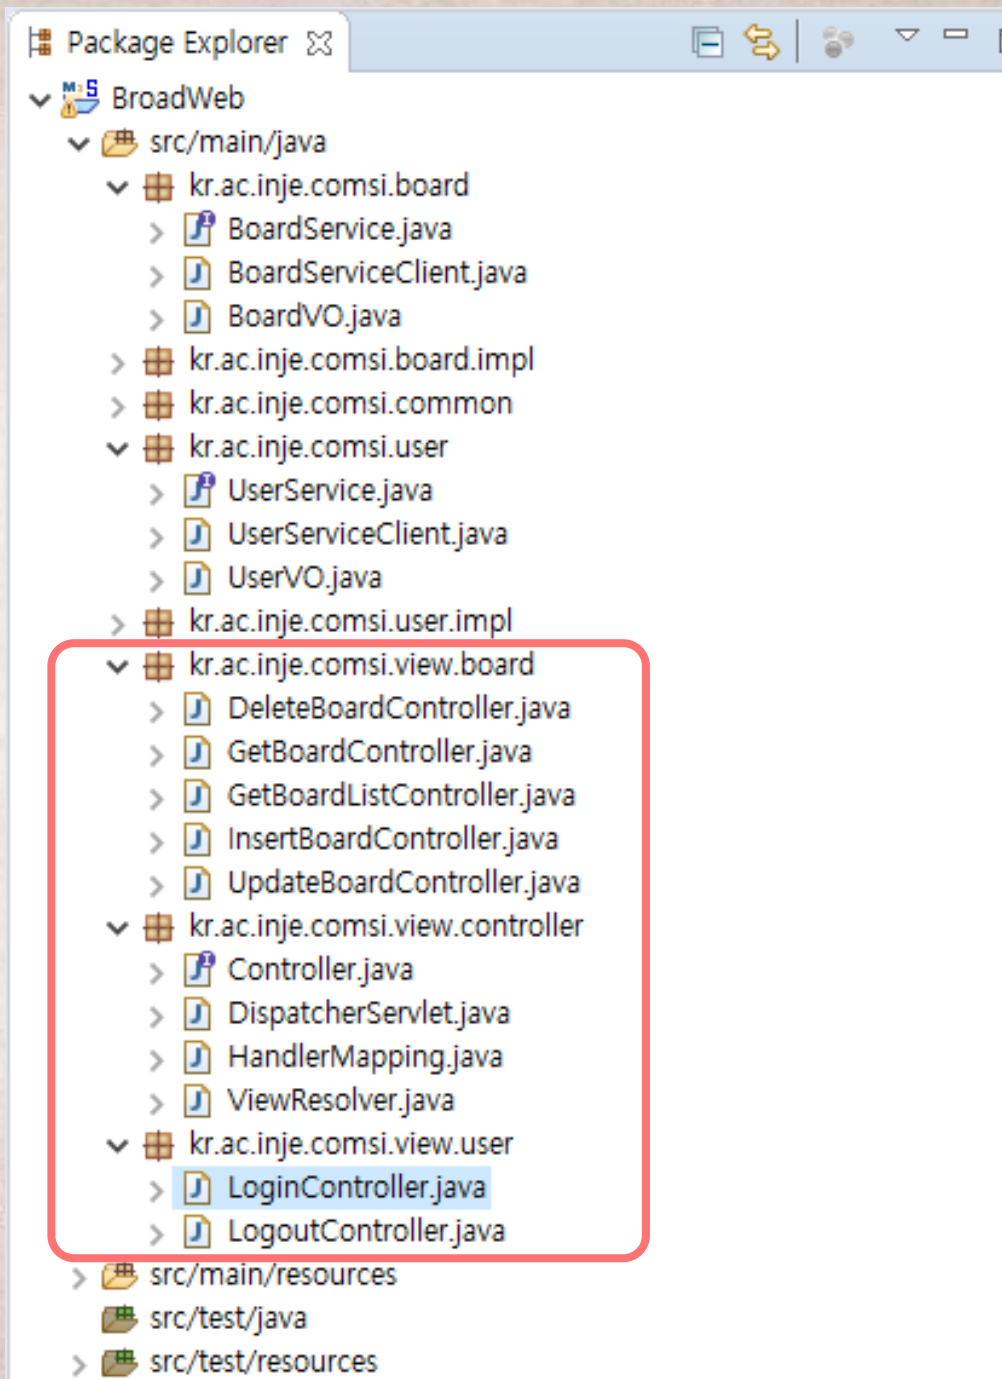 Package Explorer
BroadWeb
src/main/java
kr.ac.inje.comsi.board
BoardService.java
BoardServiceClient.java
BoardVO.java
kr.ac.inje.comsi.board.impl
kr.ac.inje.comsi.common
kr.ac.inje.comsi.user
UserService.java
UserServiceClient.java
UserVO.java
kr.ac.inje.comsi.user.impl
kr.ac.inje.comsi.view.board
DeleteBoardController.java
GetBoardController.java
GetBoardListController.java
InsertBoardController.java
UpdateBoardController.java
kr.ac.inje.comsi.view.controller
Controller.java
DispatcherServlet.java
HandlerMapping.java
ViewResolver.java
kr.ac.inje.comsi.view.user
LoginController.java
LogoutController.java
src/main/resources
src/test/java
src/test/resources